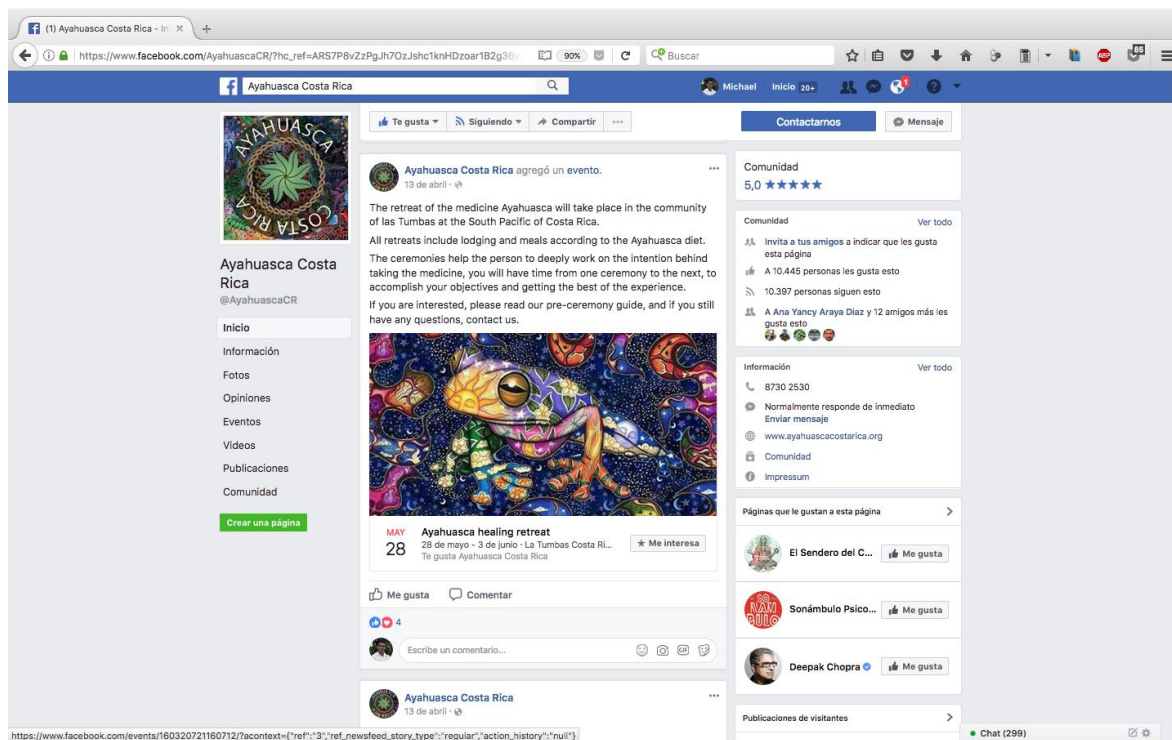 (1) Ayahuasca Costa Rica - Ini
https://www.facebook.com/AyahuascaCR/?hc_ref=
90%
Buscar
85
Ayahuasca Costa Rica
Michael
Inicio 20+
1
AYAHUASCA
COSTA RICA
Ayahuasca Costa
Rica
@AyahuascaCR
Inicio
Información
Fotos
Opiniones
Eventos
Videos
Publicaciones
Comunidad
Crear una página
Te gusta
Siguiendo
Compartir
Contactarnos
Mensaje
Ayahuasca Costa Rica agregó un evento.
13 de abril ·
The retreat of the medicine Ayahuasca will take place in the community
of las Tumbas at the South Pacific of Costa Rica.
All retreats include lodging and meals according to the Ayahuasca diet.
The ceremonies help the person to deeply work on the intention behind
taking the medicine, you will have time from one ceremony to the next, to
accomplish your objectives and getting the best of the experience.
If you are interested, please read our pre-ceremony guide, and if you still
have any questions, contact us.
MAY
28
Ayahuasca healing retreat
28 de mayo - 3 de junio · La Tumbas Costa Ri...
Te gusta Ayahuasca Costa Rica
Me interesa
Me gusta
Comentar
4
Escribe un comentario...
GIF
Ayahuasca Costa Rica
13 de abril ·
Comunidad
5,0
Comunidad
Ver todo
Invita a tus amigos a indicar que les gusta
esta página
A 10.445 personas les gusta esto
10.397 personas siguen esto
A Ana Yancy Araya Diaz y 12 amigos más les
gusta esto
Información
Ver todo
8730 2530
Normalmente responde de inmediato
Enviar mensaje
www.ayahuascacostarica.org
Comunidad
Impressum
Páginas que le gustan a esta página
El Sendero del C...
Me gusta
SONÁMBULO
Sonámbulo Psico...
Me gusta
Deepak Chopra
Me gusta
Publicaciones de visitantes
Chat (299)
https://www.facebook.com/events/160320721160712/?acontext={"ref":"3","ref_newsfeed_story_type":"regular","action_history":"null"}